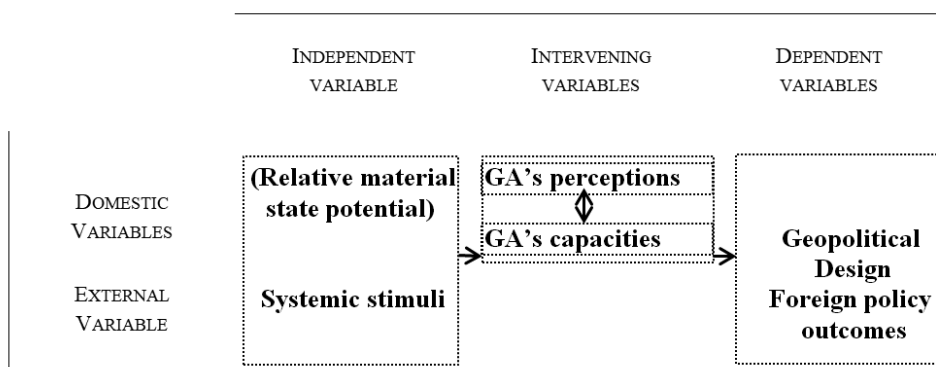 INDEPENDENT
VARIABLE
INTERVENING
VARIABLES
DEPENDENT
VARIABLES
DOMESTIC
VARIABLES
EXTERNAL
VARIABLE
(Relative material
state potential)
Systemic stimuli
GA's perceptions
GA's capacities
Geopolitical
Design
Foreign policy
outcomes